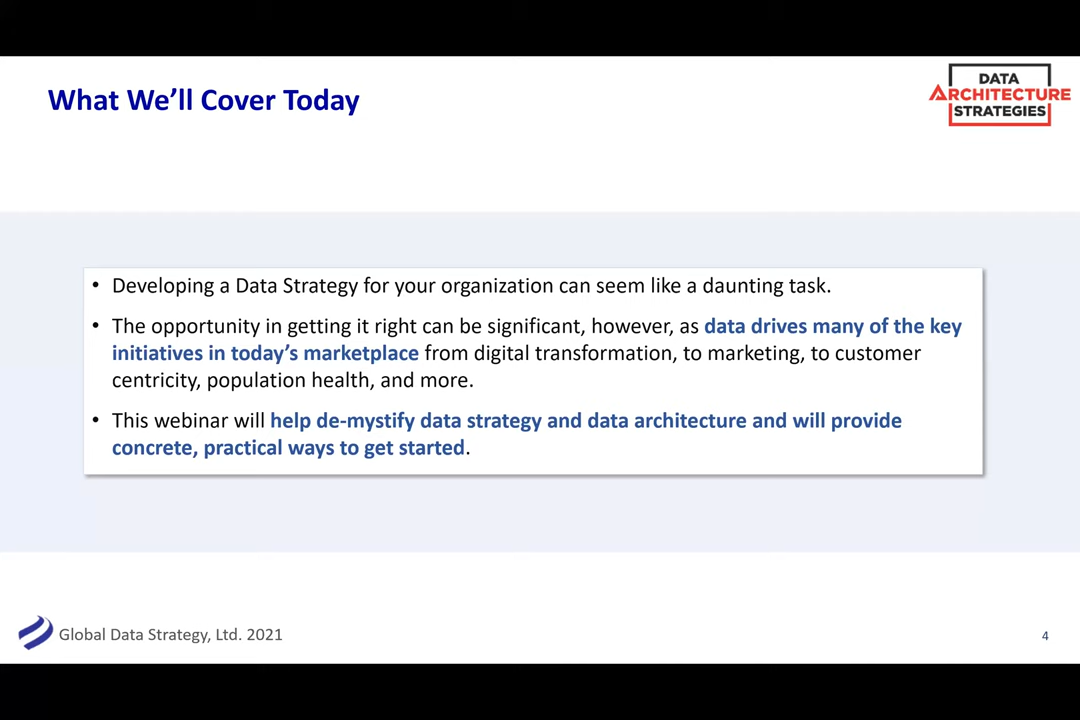 What We’ll Cover Today
DATA
ARCHITECTURE
STRATEGIES
• Developing a Data Strategy for your organization can seem like a daunting task.
• The opportunity in getting it right can be significant, however, as data drives many of the key
initiatives in today’s marketplace from digital transformation, to marketing, to customer
centricity, population health, and more.
• This webinar will help de-mystify data strategy and data architecture and will provide
concrete, practical ways to get started.
Global Data Strategy, Ltd. 2021
4